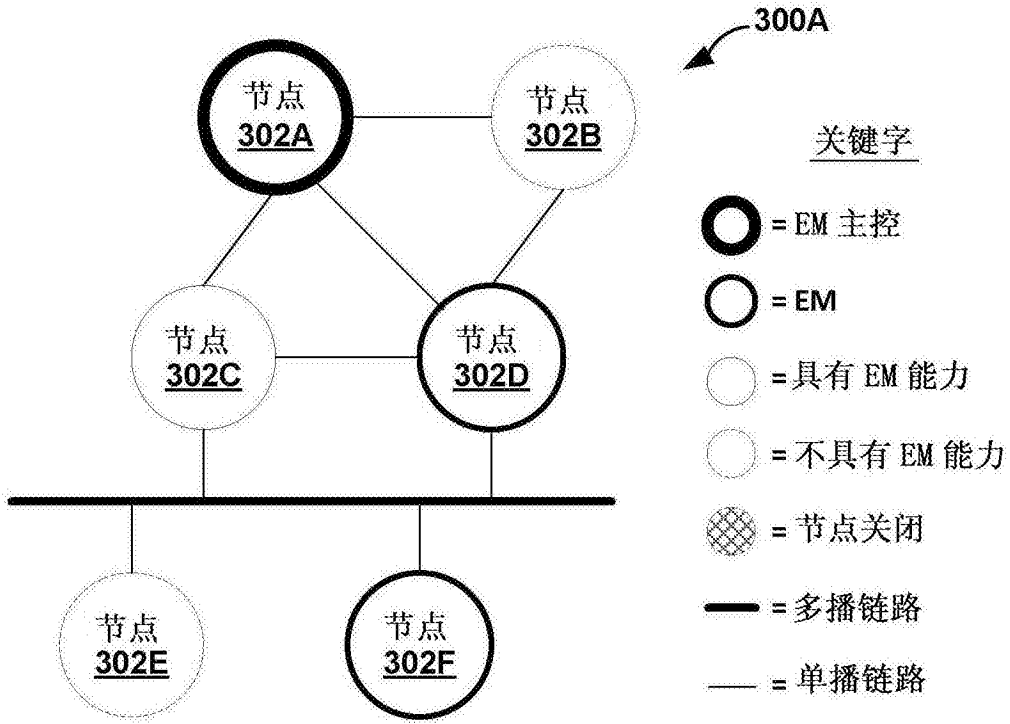 300A
节点
302A
节点
302B
节点
302C
节点
302D
节点
302E
节点
302F
关键字
= EM 主控
= EM
= 具有 EM 能力
= 不具有 EM 能力
= 节点关闭
= 多播链路
= 单播链路